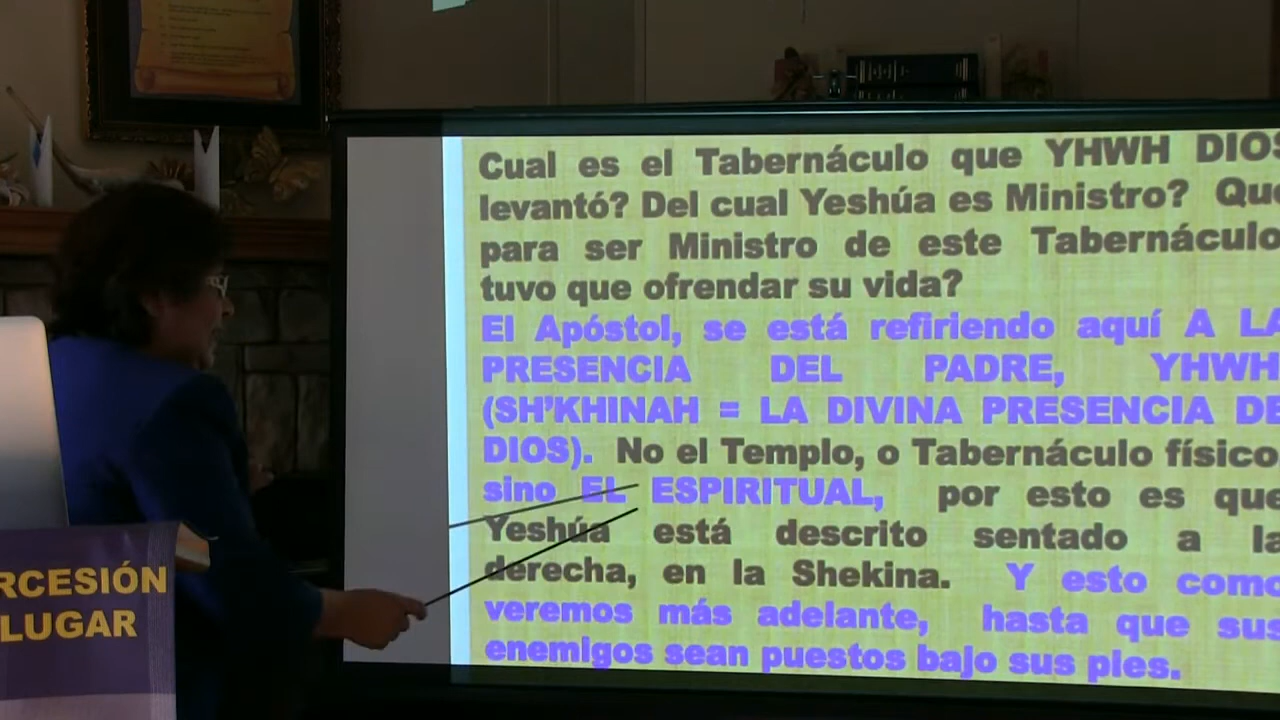 Cual es el Tabernáculo que YHWH DIOS
levantó? Del cual Yeshúa es Ministro? Que
para ser Ministro de este Tabernáculo
tuvo que ofrendar su vida?
El Apóstol, se está refiriendo aquí A LA
PRESENCIA DEL PADRE, YHWH
(SH'KHINAH = LA DIVINA PRESENCIA DE
DIOS). No el Templo, o Tabernáculo físico,
sino EL ESPIRITUAL, por esto es que
Yeshúa está descrito sentado a la
derecha, en la Shekina. Y esto como
veremos más adelante, hasta que sus
enemigos sean puestos bajo sus pies.
RCESIÓN
LUGAR